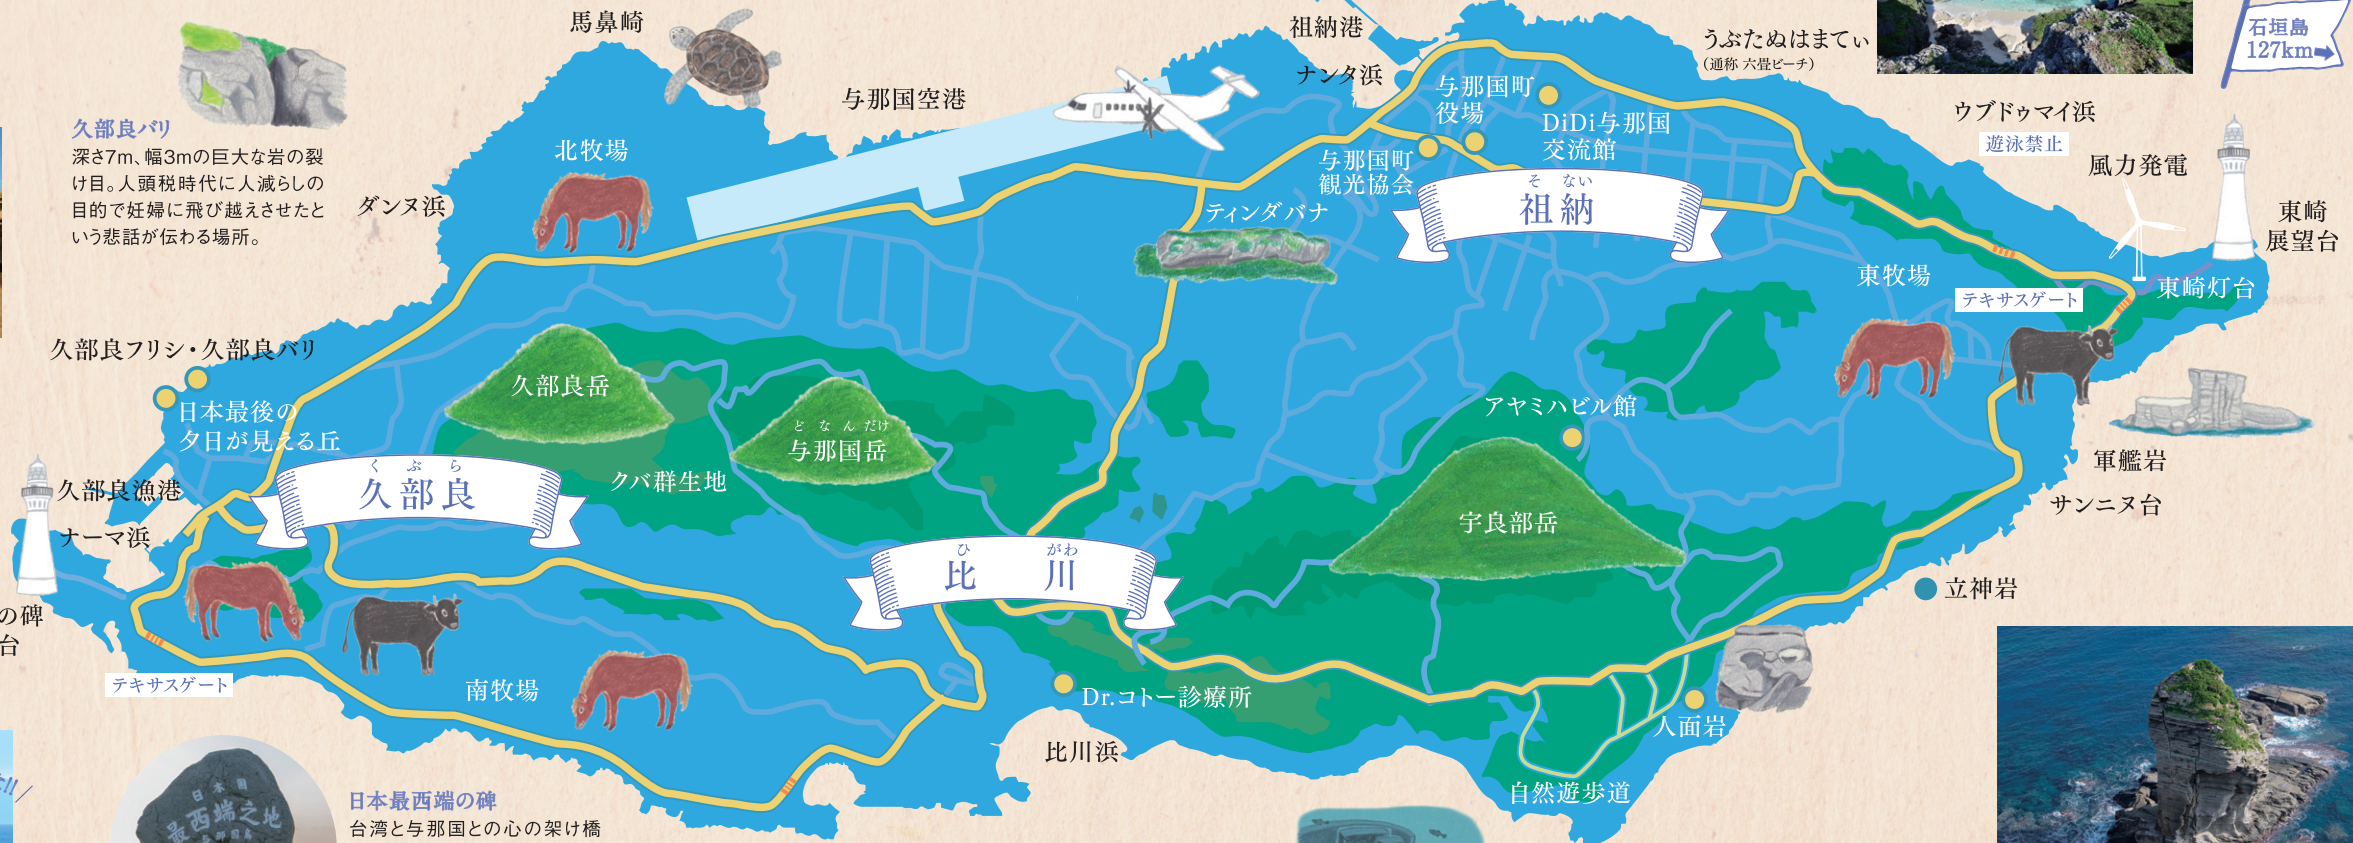 馬鼻崎
祖納港
ナンタ浜
うぶたぬはまてぃ
(通称 六畳ビーチ)
石垣島
127km
与那国空港
与那国町
役場
DiDi与那国
交流館
与那国町
観光協会
ウブドゥマイ浜
遊泳禁止
風力発電
東崎
展望台
久部良バリ
深さ7m、幅3mの巨大な岩の裂
け目。人頭税時代に人減らしの
目的で妊婦に飛び越えさせたと
いう悲話が伝わる場所。
北牧場
ダンヌ浜
そ ない
祖納
ティンダバナ
東牧場
テキサスゲート
東崎灯台
久部良フリシ・久部良バリ
日本最後の
夕日が見える丘
久部良岳
どなんだけ
与那国岳
クバ群生地
アヤミハビル館
宇良部岳
軍艦岩
サンニヌ台
立神岩
くぶら
久部良
久部良漁港
ナーマ浜
の碑
台
ひ がわ
比川
テキサスゲート
南牧場
Dr.コトー診療所
比川浜
人面岩
自然遊歩道
日本国
最西端之地
日本最西端の碑
台湾と与那国との心の架け橋